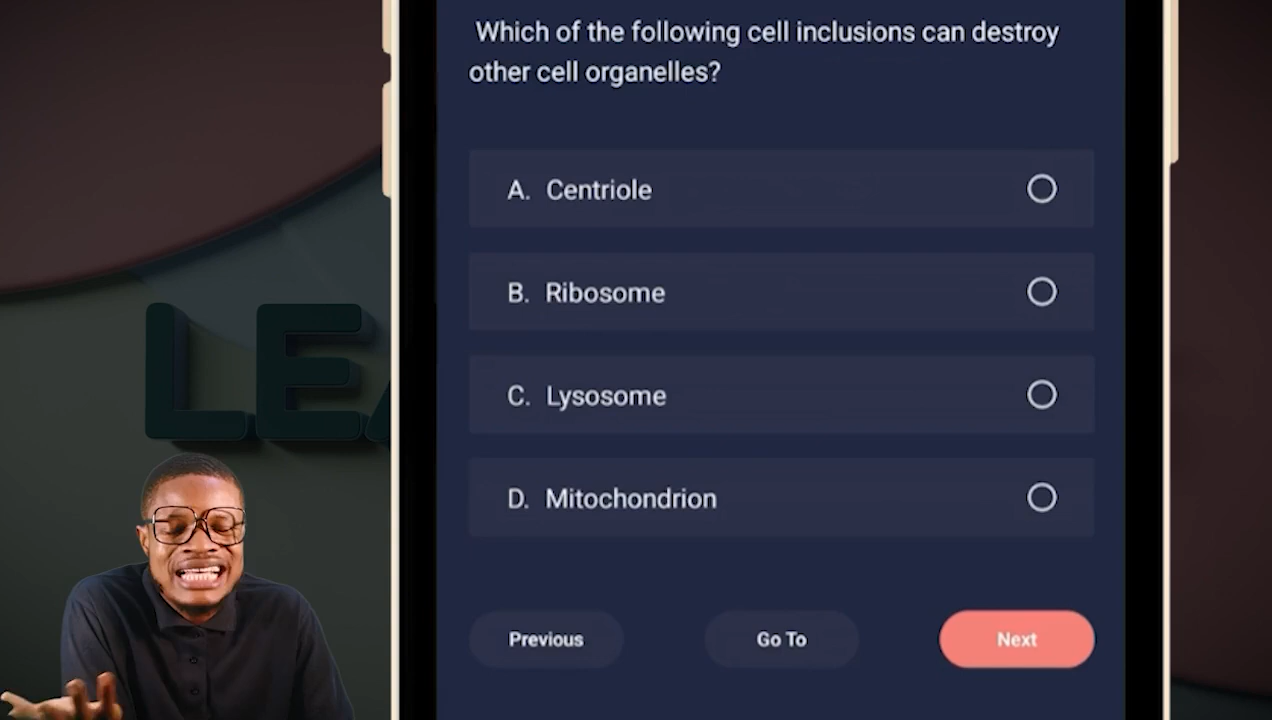 Which of the following cell inclusions can destroy
other cell organelles?
A. Centriole
B. Ribosome
C. Lysosome
D. Mitochondrion
Previous
Go To
Next
LEA